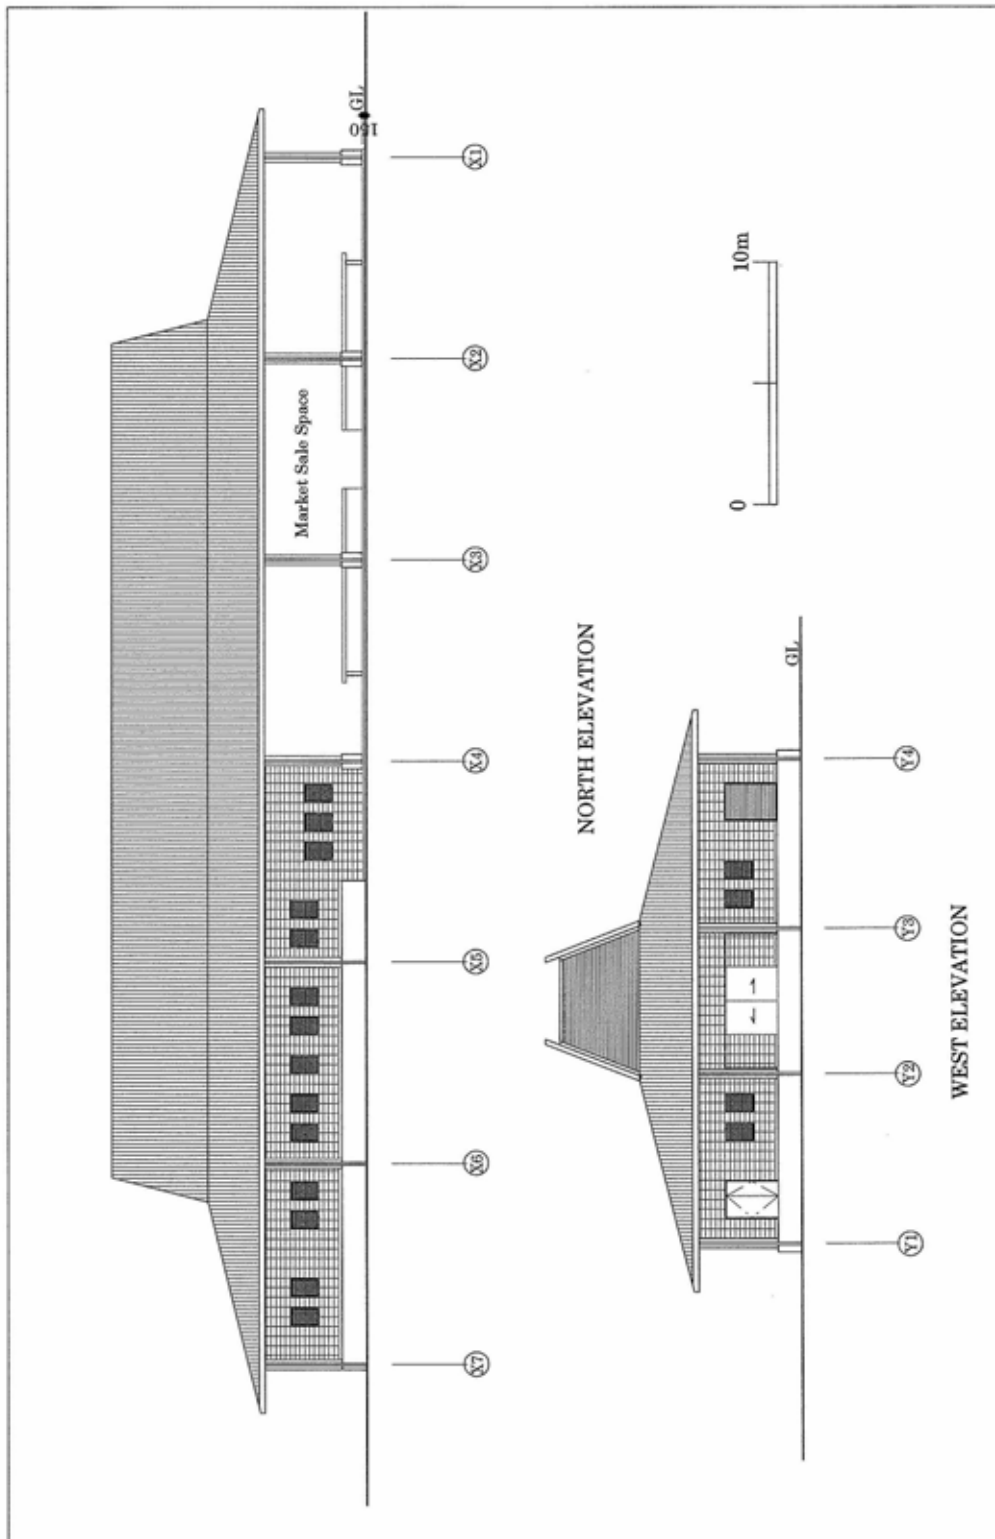 GL
150
X7
X6
X5
X4
X3
X2
X1
Market Sale Space
NORTH ELEVATION
0
10m
GL
Y1
Y2
Y3
Y4
WEST ELEVATION